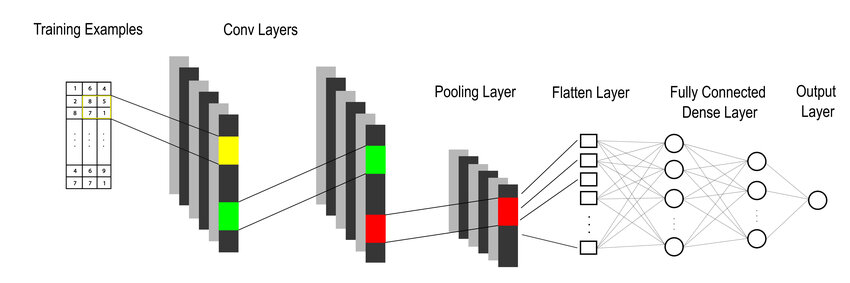 Training Examples
Conv Layers
Pooling Layer
Flatten Layer
Fully Connected
Dense Layer
Output
Layer
1 6 4
2 8 5
8 7 1
4 6 9
7 7 1